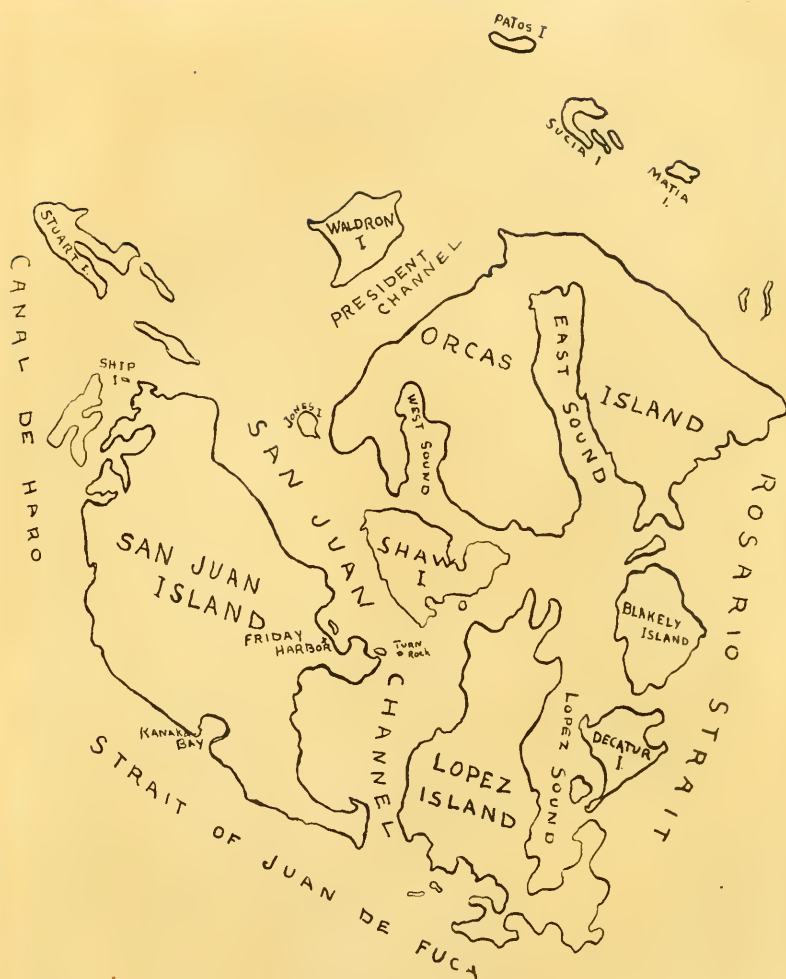 PATOS I
SUCIA I
MATIA
I.
STUART I.
WALDRON
I
PRESIDENT
CHANNEL
CANAL DE HARO
ORCAS
ISLAND
EAST SOUND
SHIP
I
JONES I
WEST SOUND
SAN JUAN
CHANNEL
ROSARIO STRAIT
SAN JUAN
ISLAND
SHAW
I
BLAKELY
ISLAND
FRIDAY
HARBOR
TURN
ROCK
KANAKA
BAY
LOPEZ SOUND
DECATUR
I.
LOPEZ
ISLAND
STRAIT OF JUAN DE FUCA